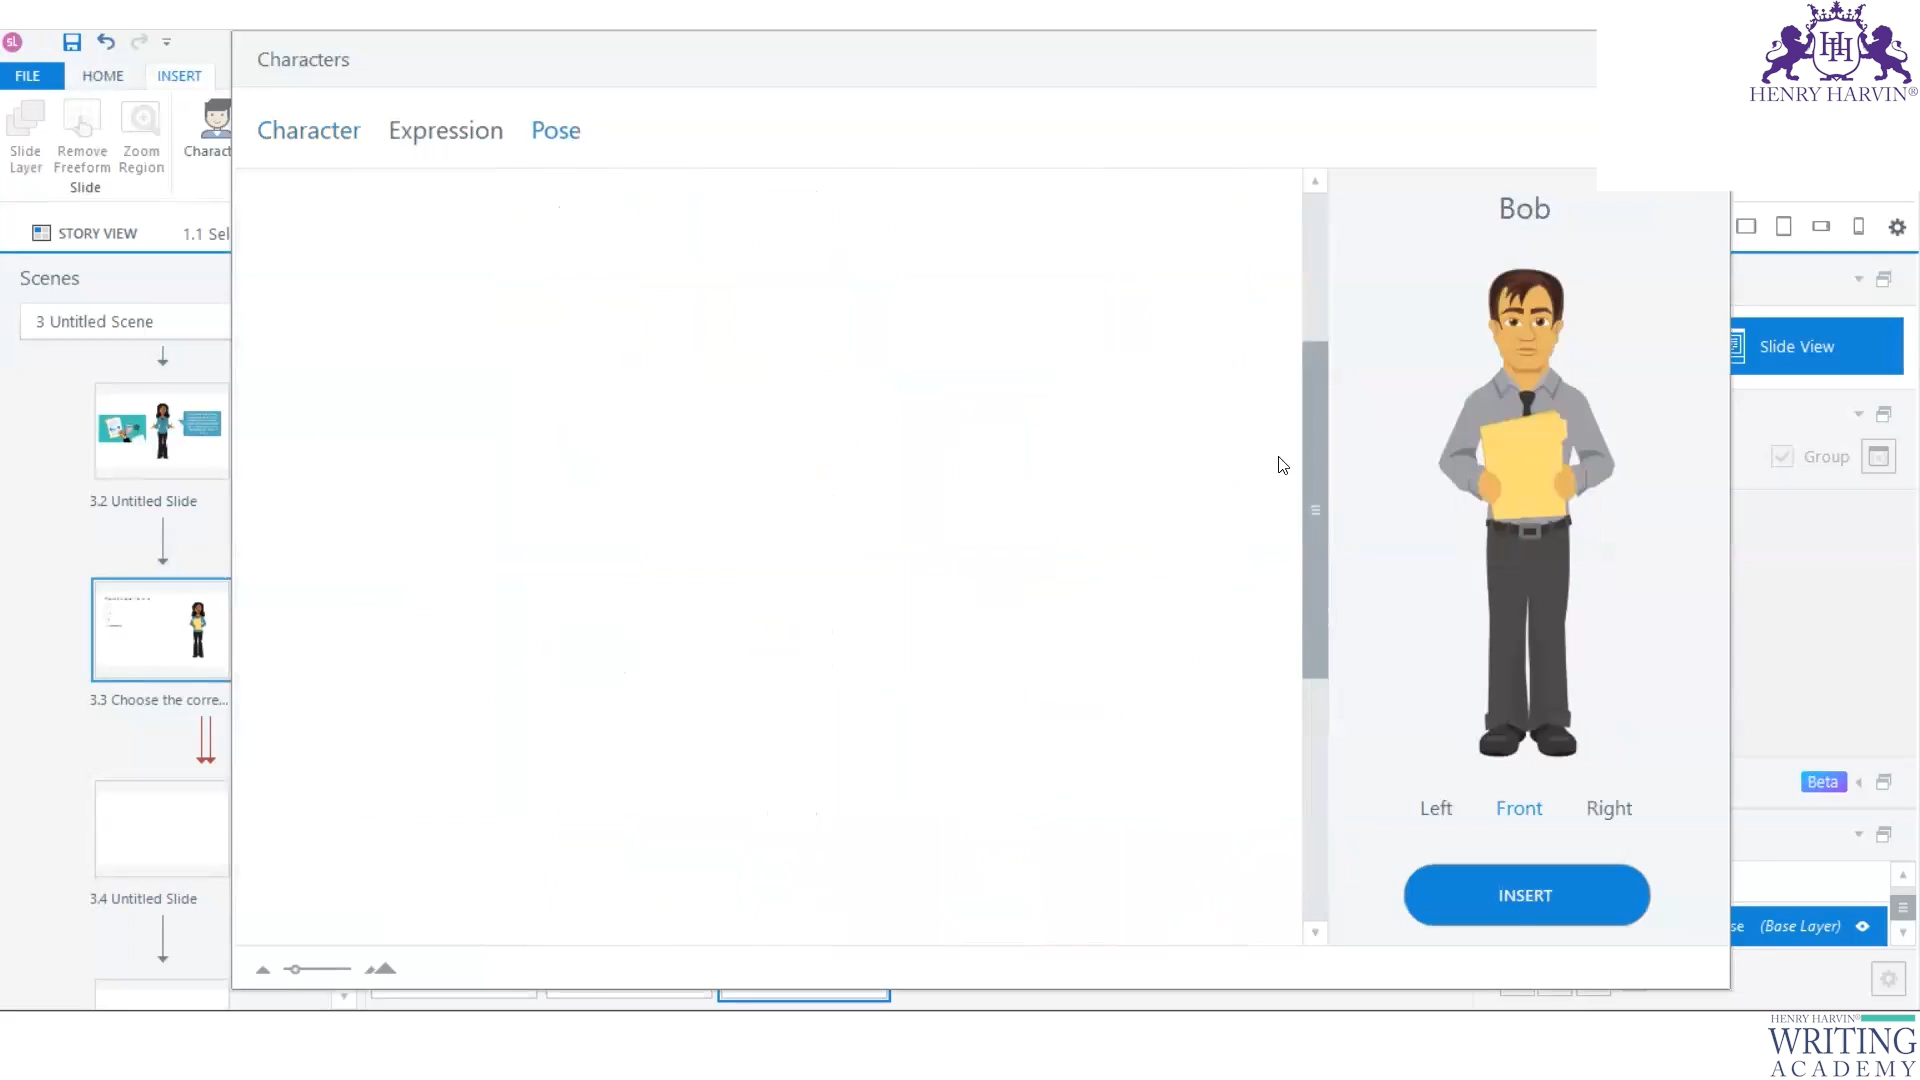 sl
FILE
HOME
INSERT
Slide
Layer
Remove
Freeform
Zoom
Region
Charact
Slide
STORY VIEW
1.1 Sel
Scenes
3 Untitled Scene
3.2 Untitled Slide
3.3 Choose the corre...
3.4 Untitled Slide
Characters
Character Expression Pose
Bob
Left Front Right
INSERT
HENRY HARVIN®
Slide View
Group
Beta
se (Base Layer)
HENRY HARVIN®
WRITING
ACADEMY